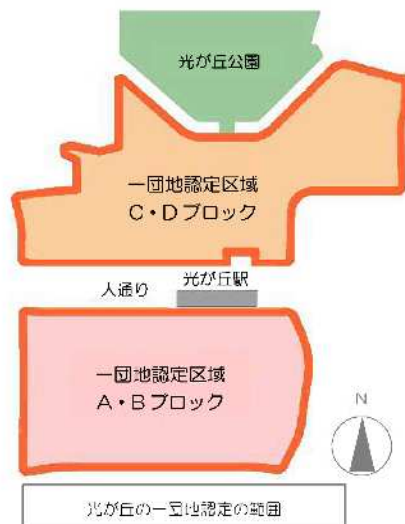 光が丘公園
一団地認定区域
C・Dブロック
光が丘駅
人通り
一団地認定区域
A・Bブロック
N
光が丘の一団地認定の範囲